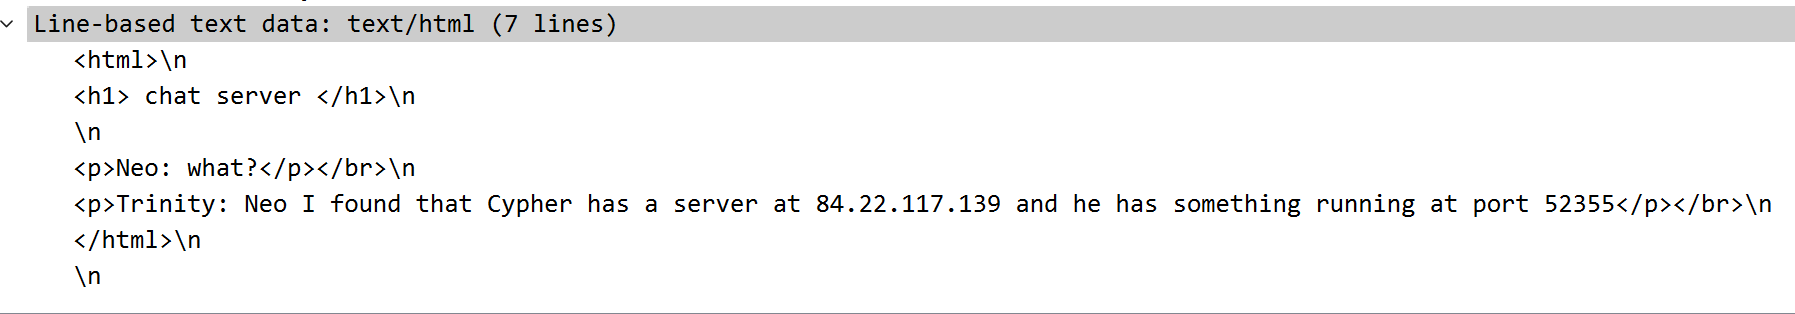 Line-based text data: text/html (7 lines)
<html>\n
<h1> chat server </h1>\n
\n
<p>Neo: what?</p></br>\n
<p>Trinity: Neo I found that Cypher has a server at 84.22.117.139 and he has something running at port 52355</p></br>\n
</html>\n
\n